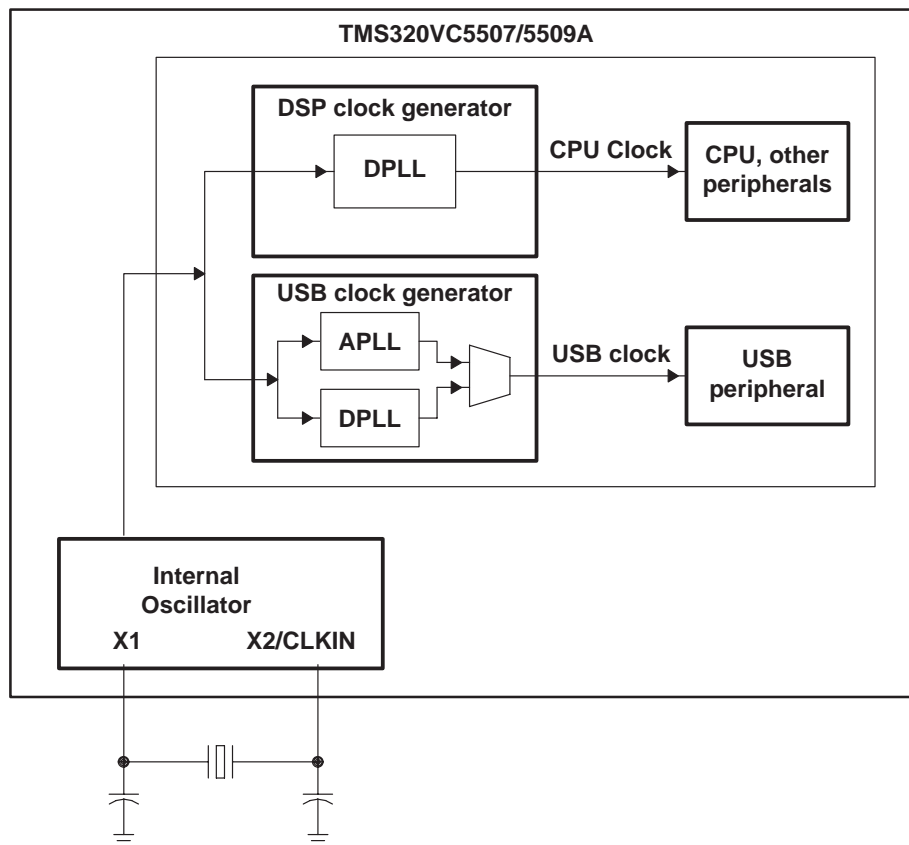 TMS320VC5507/5509A
DSP clock generator
DPLL
CPU Clock
CPU, other
peripherals
USB clock generator
APLL
DPLL
USB clock
USB
peripheral
Internal
Oscillator
X1
X2/CLKIN